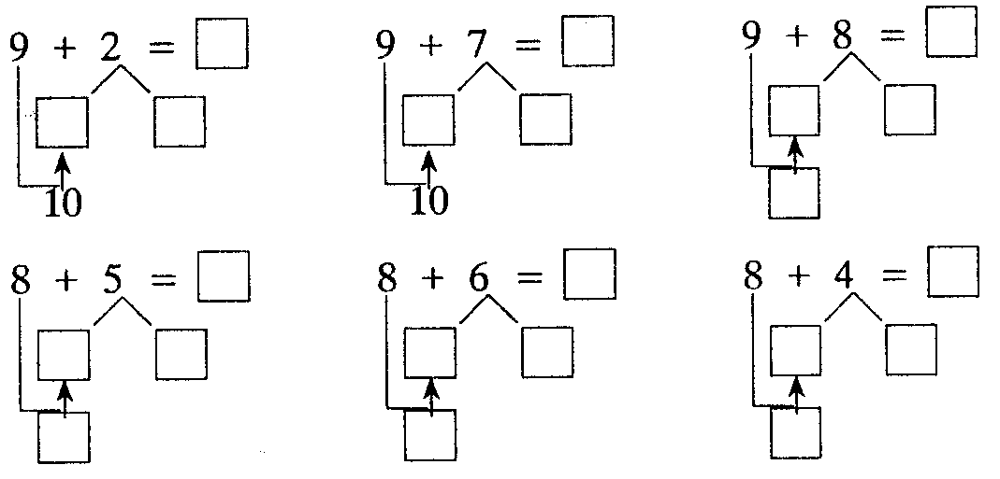 9 + 2 = □ 9 + 7 = □ 9 + 8 = □
□ □ □ □ □ □
10 10 □
8 + 5 = □ 8 + 6 = □ 8 + 4 = □
□ □ □ □ □ □
□ □ □